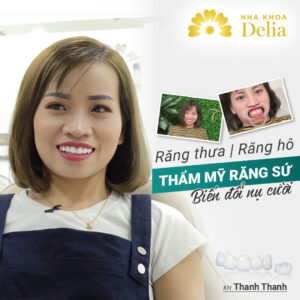 NHA KHOA
Delia
Răng thưa | Răng hô
THẨM MỸ RĂNG SỨ
Biến đổi nụ cười
KH Thanh Thanh